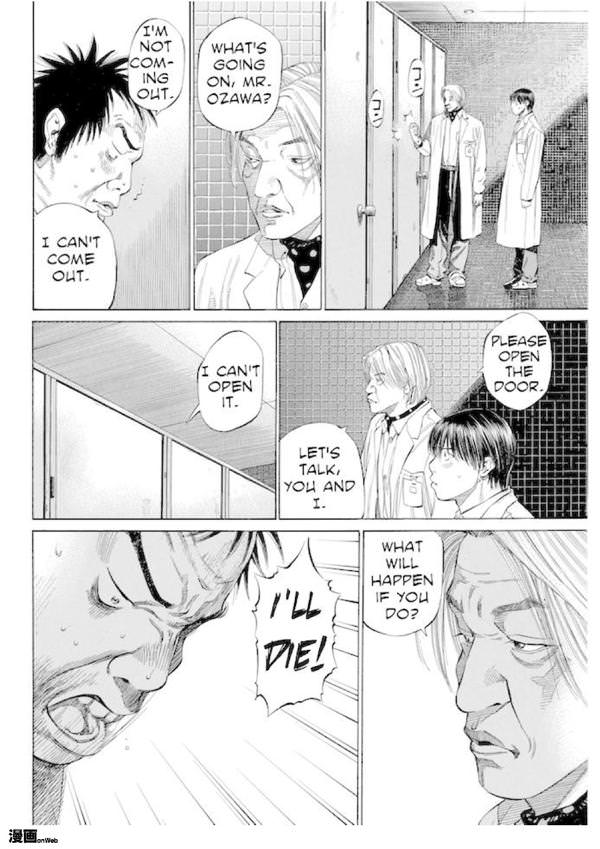 WHAT'S
GOING
ON, MR.
OZAWA?
I'M
NOT
COM-
ING
OUT.
I CAN'T
COME
OUT.
PLEASE
OPEN
THE
DOOR.
LET'S
TALK,
YOU AND
I.
I CAN'T
OPEN
IT.
WHAT
WILL
HAPPEN
IF YOU
DO?
I'LL
DIE!
漫画onWeb